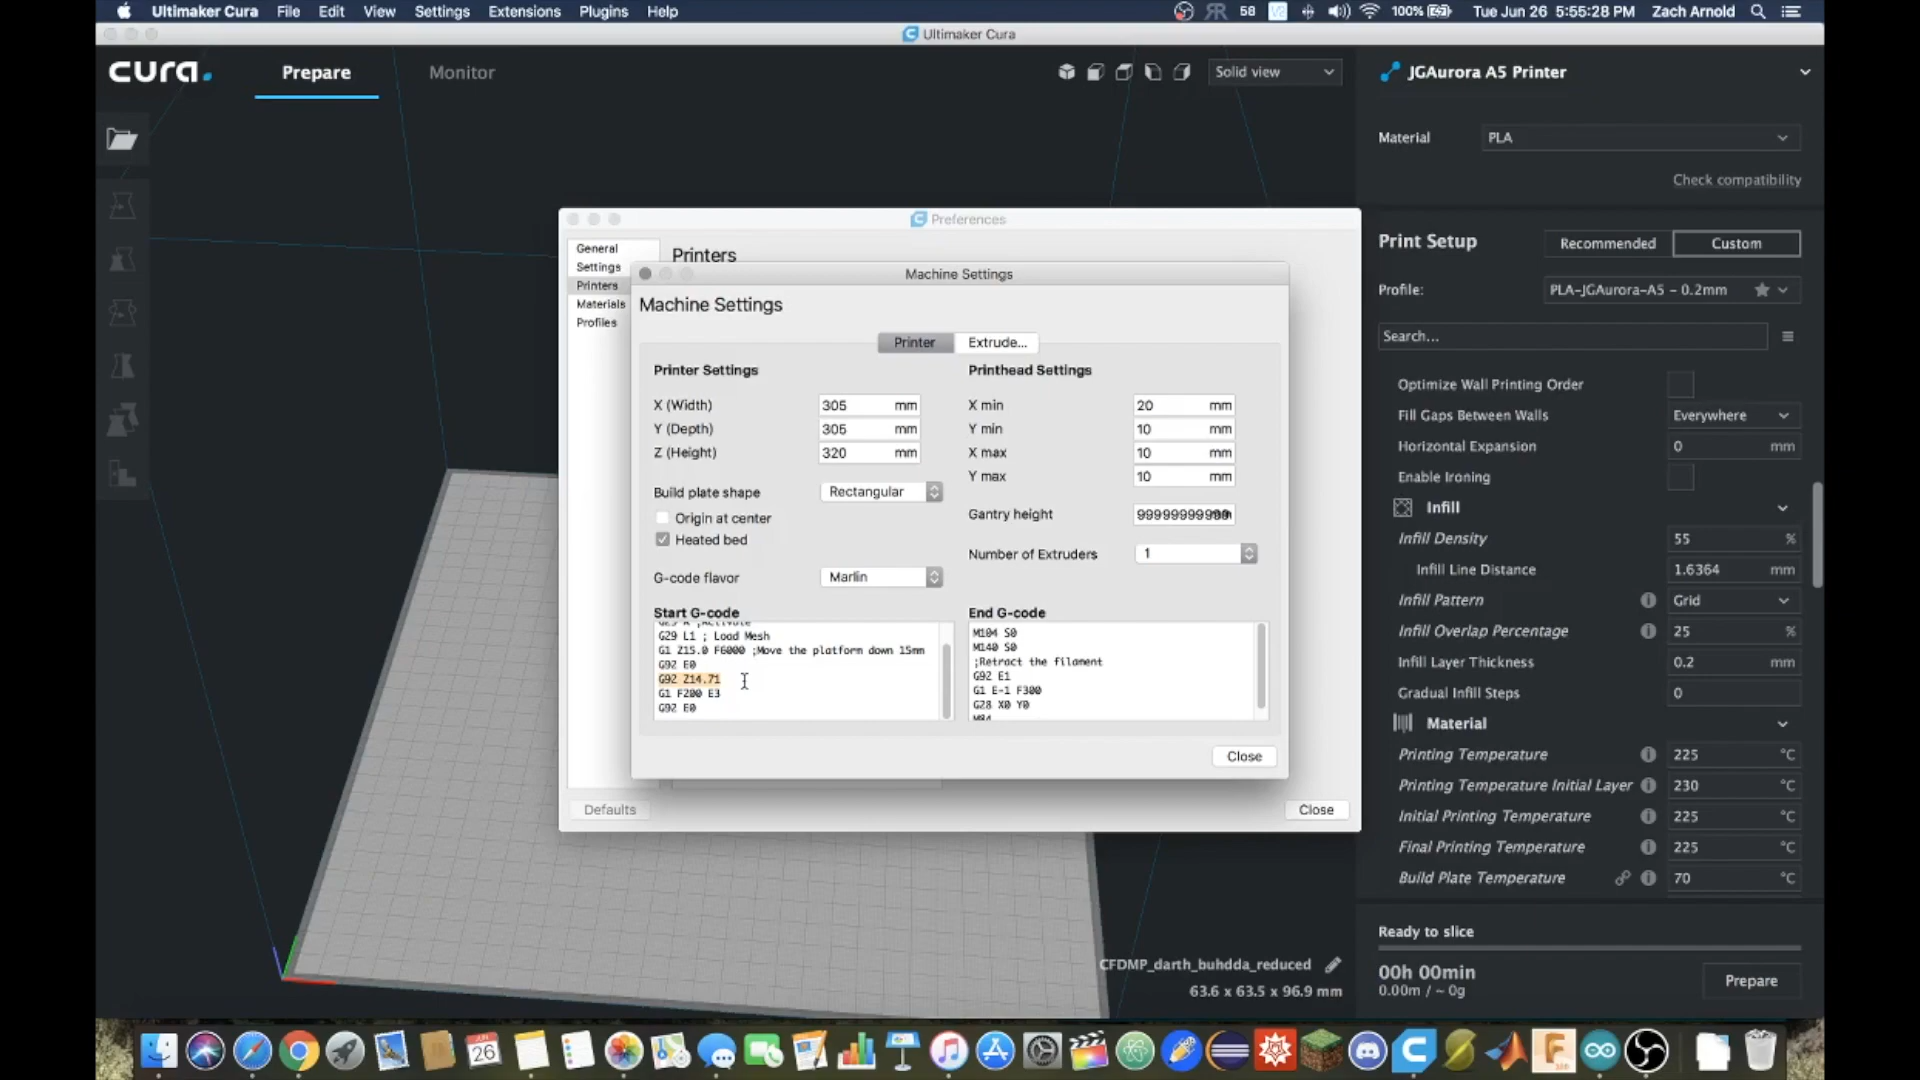 Ultimaker Cura File Edit View Settings Extensions Plugins Help
58 100% Tue Jun 26 5:55:28 PM Zach Arnold
Ultimaker Cura
cura.
Prepare
Monitor
Solid view
JGAurora A5 Printer
Material
PLA
Check compatibility
Print Setup
Recommended
Custom
Profile:
PLA-JGAurora-A5 - 0.2mm
Search...
Optimize Wall Printing Order
Fill Gaps Between Walls Everywhere
Horizontal Expansion 0 mm
Enable Ironing
Infill
Infill Density 55 %
Infill Line Distance 1.6364 mm
Infill Pattern Grid
Infill Overlap Percentage 25 %
Infill Layer Thickness 0.2 mm
Gradual Infill Steps 0
Material
Printing Temperature 225 °C
Printing Temperature Initial Layer 230 °C
Initial Printing Temperature 225 °C
Final Printing Temperature 225 °C
Build Plate Temperature 70 °C
Ready to slice
00h 00min
0.00m / ~ 0g
Prepare
Preferences
General
Settings
Printers
Materials
Profiles
Printers
Machine Settings
Machine Settings
Printer
Extrude...
Printer Settings
X (Width) 305 mm
Y (Depth) 305 mm
Z (Height) 320 mm
Build plate shape Rectangular
Origin at center
Heated bed
G-code flavor Marlin
Printhead Settings
X min 20 mm
Y min 10 mm
X max 10 mm
Y max 10 mm
Gantry height
Number of Extruders 1
Start G-code
G29 L1 ; Load Mesh
G1 Z15.0 F6000 ;Move the platform down 15mm
G92 E0
G92 Z14.71
G1 F200 E3
G92 E0
End G-code
M104 S0
M140 S0
;Retract the filament
G92 E1
G1 E-1 F300
G28 X0 Y0
M84
Close
Defaults
Close
CFDMP_darth_buhdda_reduced
63.6 x 63.5 x 96.9 mm
26